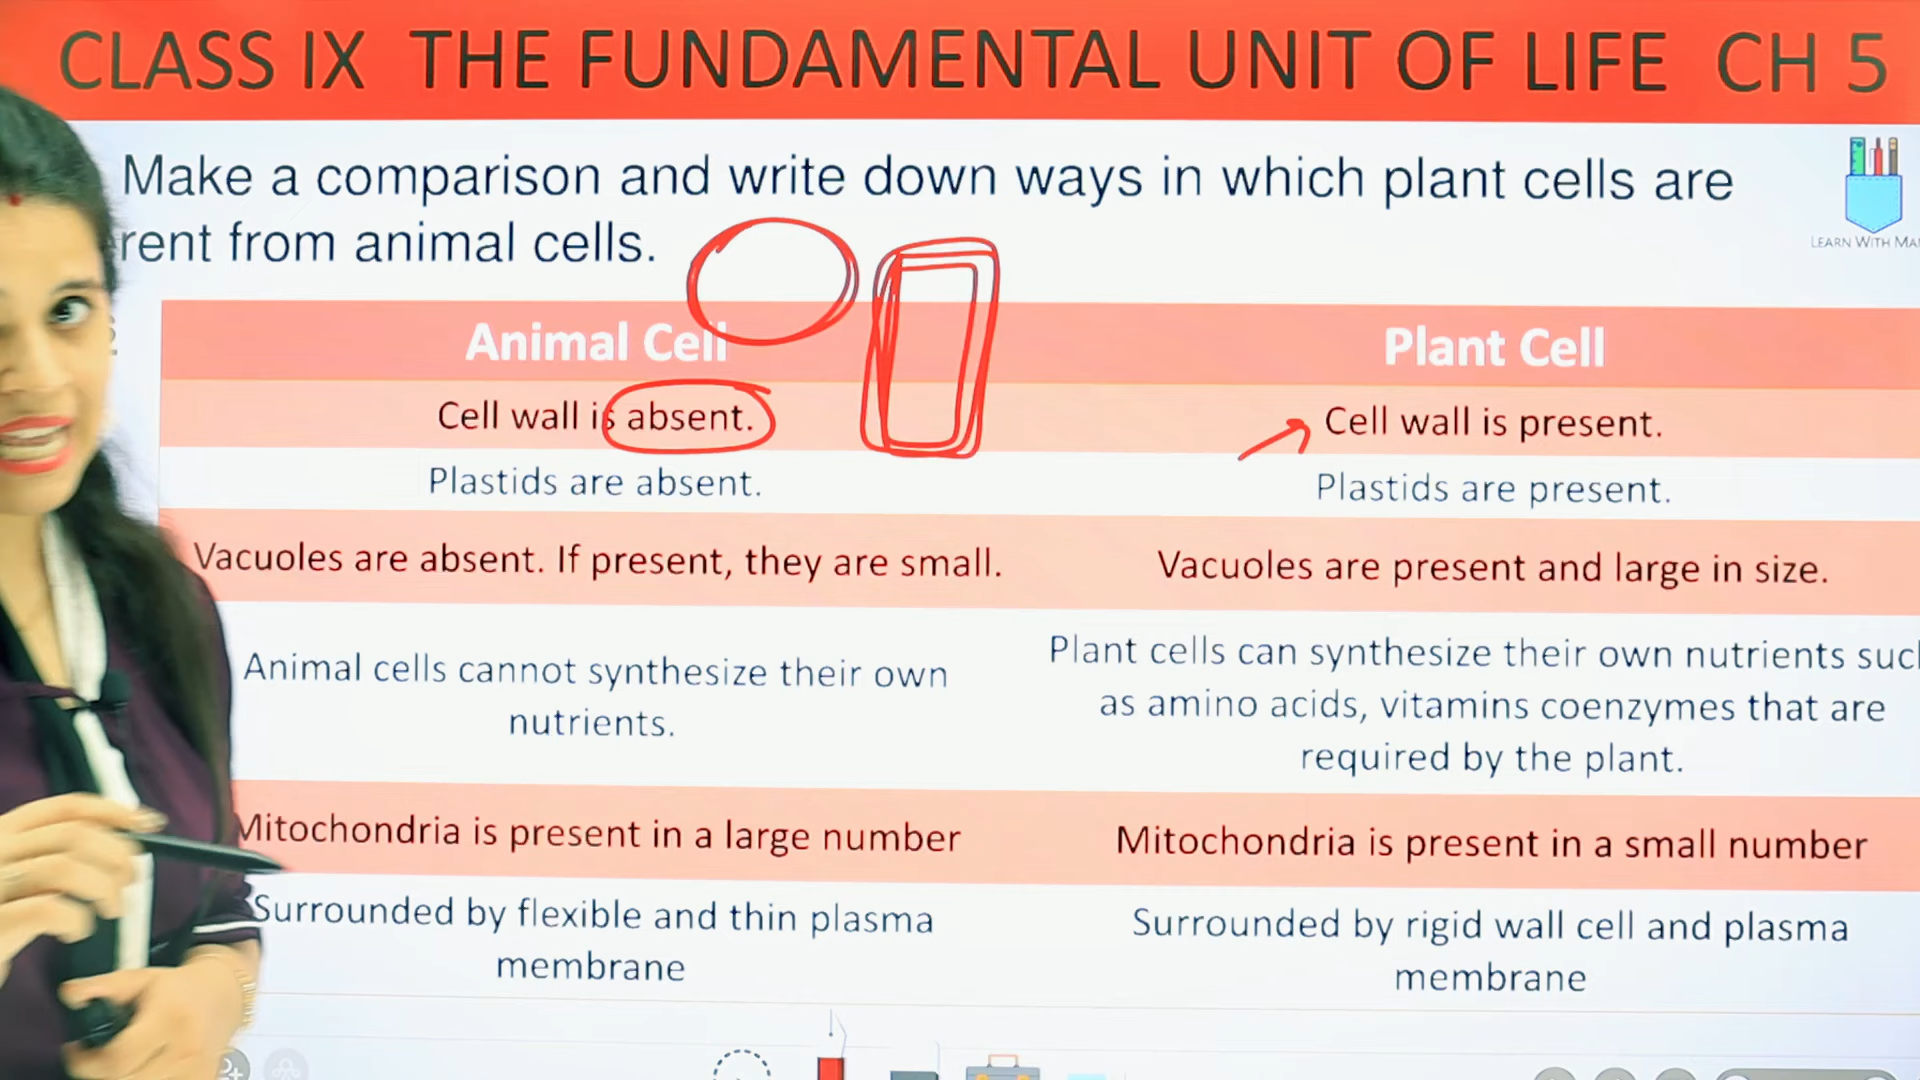 CLASS IX THE FUNDAMENTAL UNIT OF LIFE CH 5
Make a comparison and write down ways in which plant cells are
rent from animal cells.
LEARN WITH MA
Animal Cell
Plant Cell
Cell wall is absent.
Cell wall is present.
Plastids are absent.
Plastids are present.
Vacuoles are absent. If present, they are small.
Vacuoles are present and large in size.
Animal cells cannot synthesize their own
nutrients.
Plant cells can synthesize their own nutrients such
as amino acids, vitamins coenzymes that are
required by the plant.
Mitochondria is present in a large number
Mitochondria is present in a small number
Surrounded by flexible and thin plasma
membrane
Surrounded by rigid wall cell and plasma
membrane